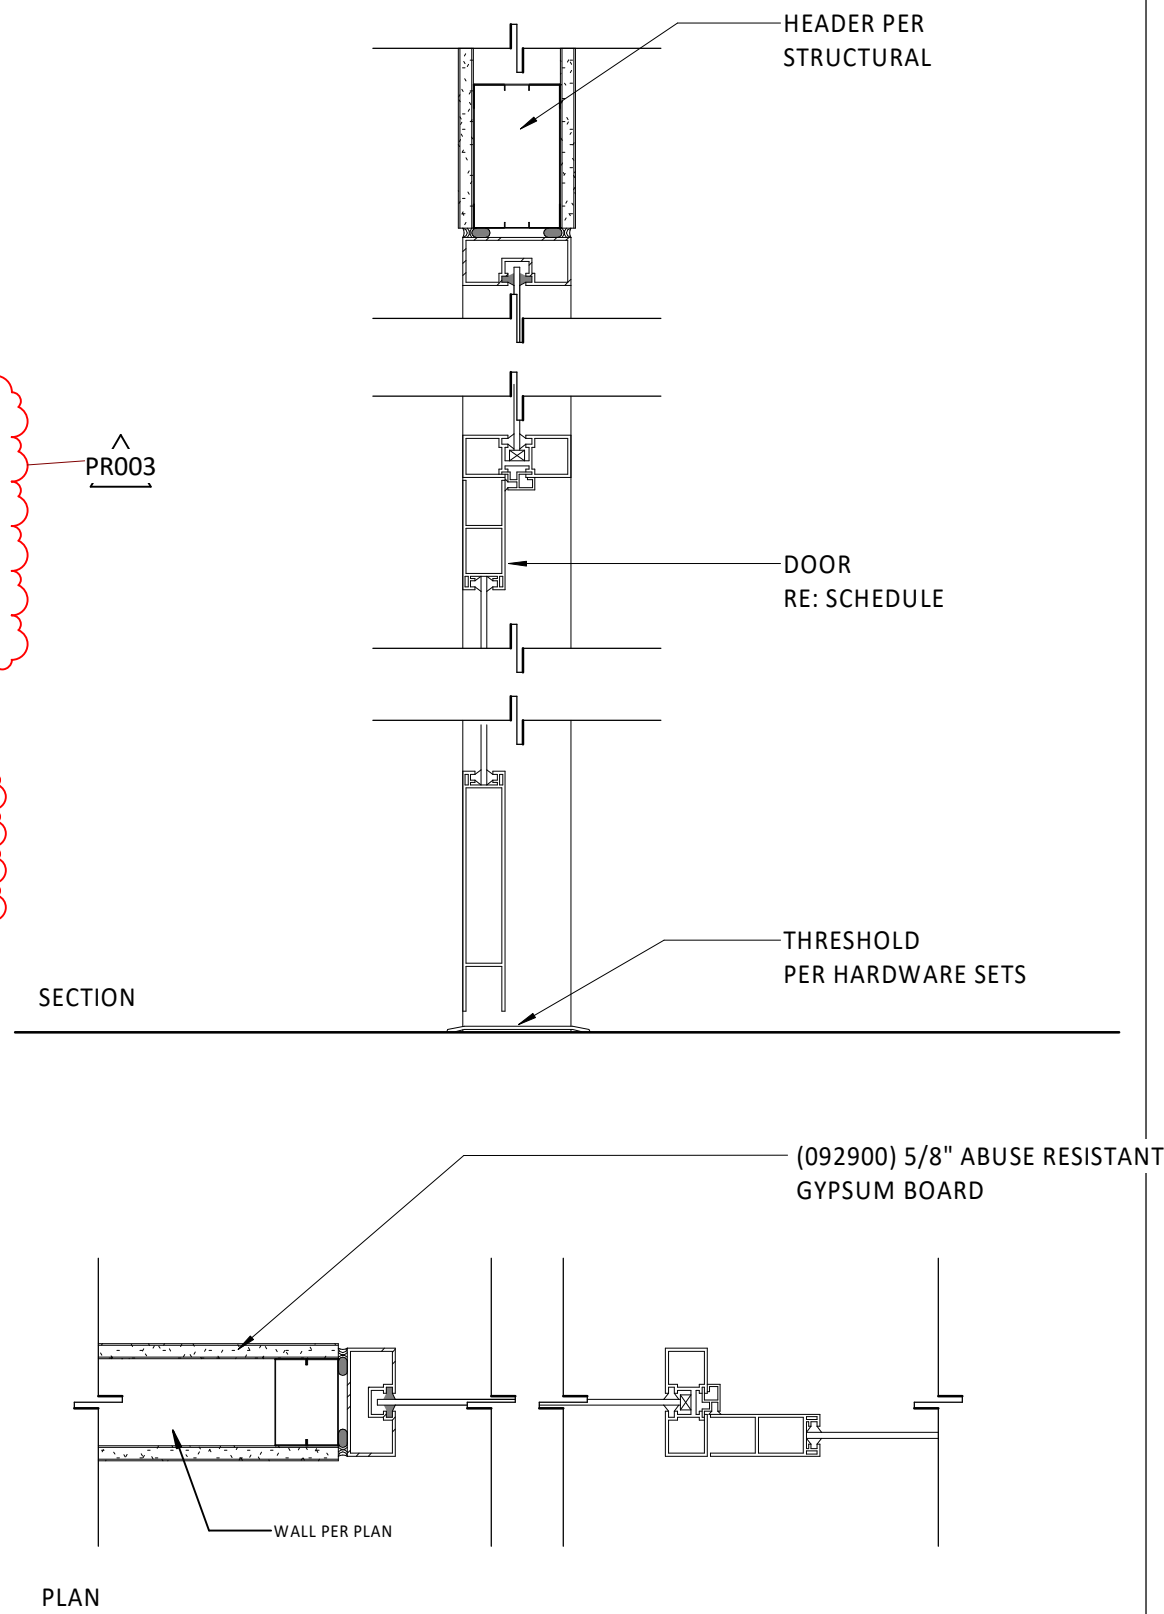 HEADER PER
STRUCTURAL
PR003
DOOR
RE: SCHEDULE
THRESHOLD
PER HARDWARE SETS
SECTION
(092900) 5/8" ABUSE RESISTANT
GYPSUM BOARD
WALL PER PLAN
PLAN